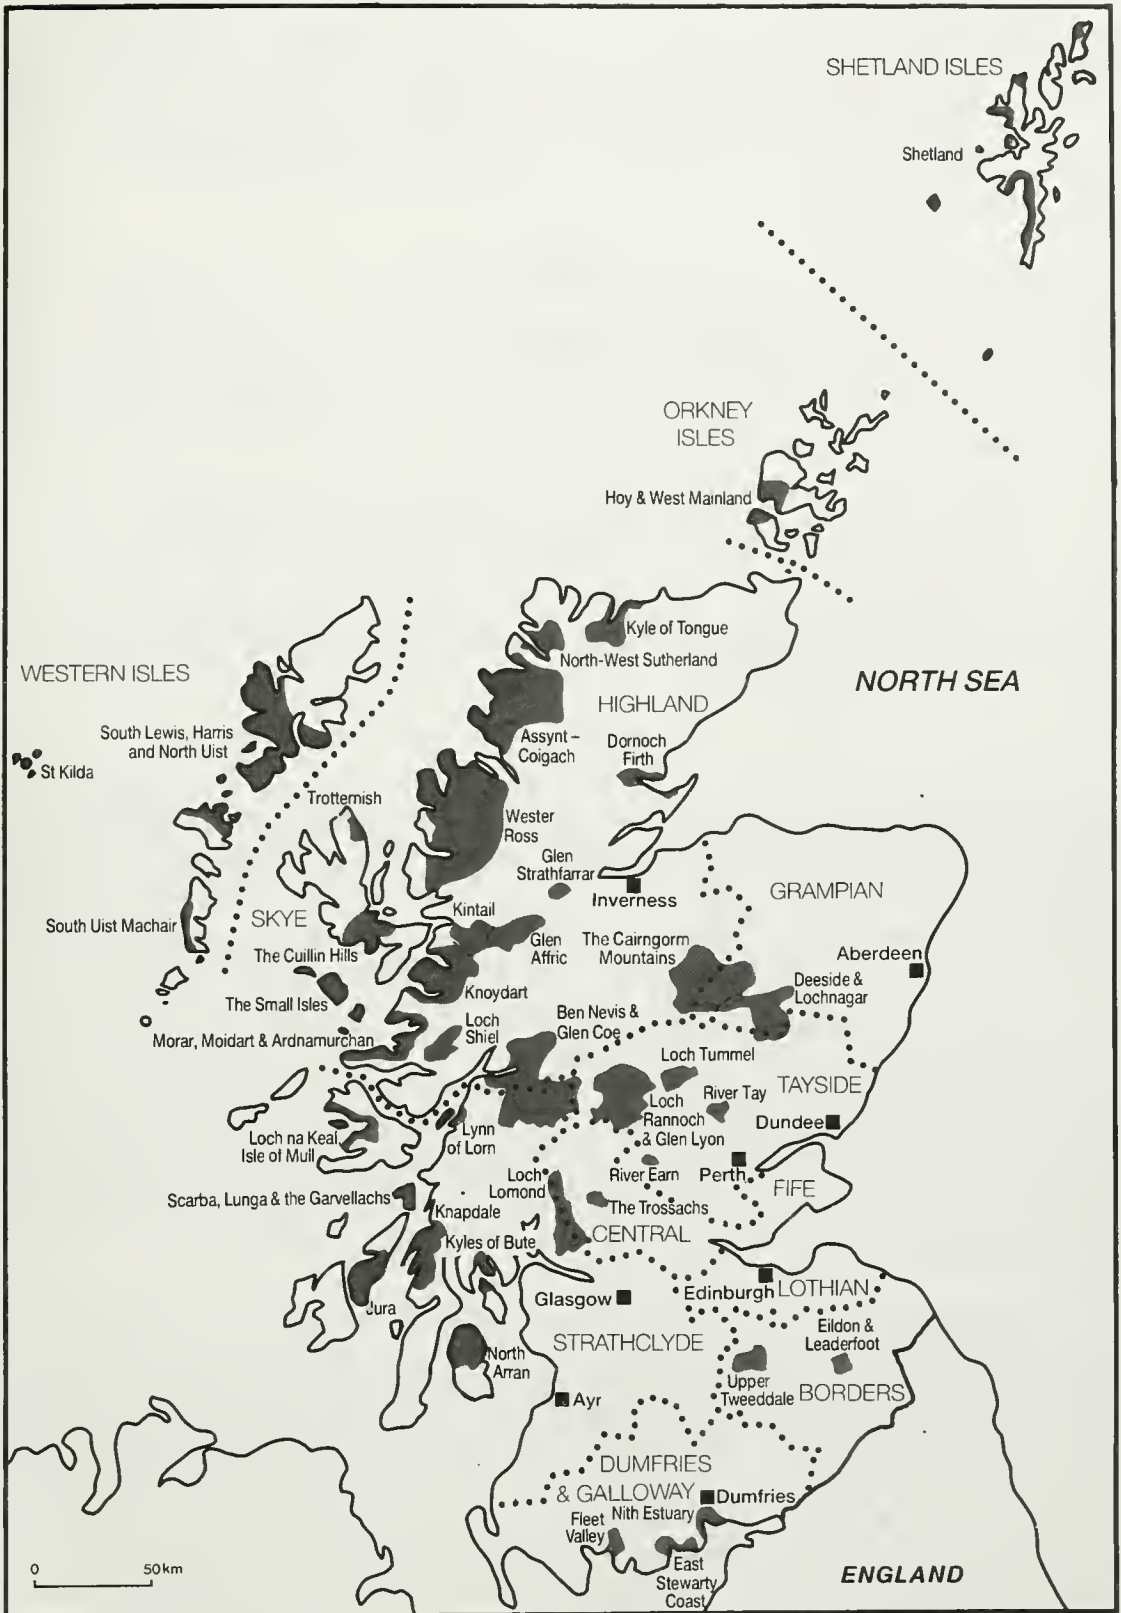 SHETLAND ISLES
Shetland
ORKNEY
ISLES
Hoy & West Mainland
Kyle of Tongue
North-West Sutherland
WESTERN ISLES
NORTH SEA
HIGHLAND
South Lewis, Harris
and North Uist
Assynt –
Coigach
Dornoch
Firth
St Kilda
Trotternish
Wester
Ross
Glen
Strathfarrar
Inverness
GRAMPIAN
Kintail
South Uist Machair
SKYE
The Cuillin Hills
Glen
Affric
The Cairngorm
Mountains
Aberdeen
Deeside &
Lochnagar
The Small Isles
Knoydart
Morar, Moidart & Ardnamurchan
Loch
Shiel
Ben Nevis &
Glen Coe
Loch Tummel
TAYSIDE
Loch
Rannoch
& Glen Lyon
River Tay
Dundee
Loch na Keal,
Isle of Mull
Lynn
of Lorn
Loch
Lomond
River Earn
Perth
FIFE
Scarba, Lunga & the Garvellachs
Knapdale
The Trossachs
CENTRAL
Kyles of Bute
Edinburgh
LOTHIAN
Glasgow
Jura
STRATHCLYDE
Eildon &
Leaderfoot
North
Arran
Upper
Tweeddale
BORDERS
Ayr
DUMFRIES
& GALLOWAY
Dumfries
Nith Estuary
Fleet
Valley
East
Stewarty
Coast
0 50km
ENGLAND